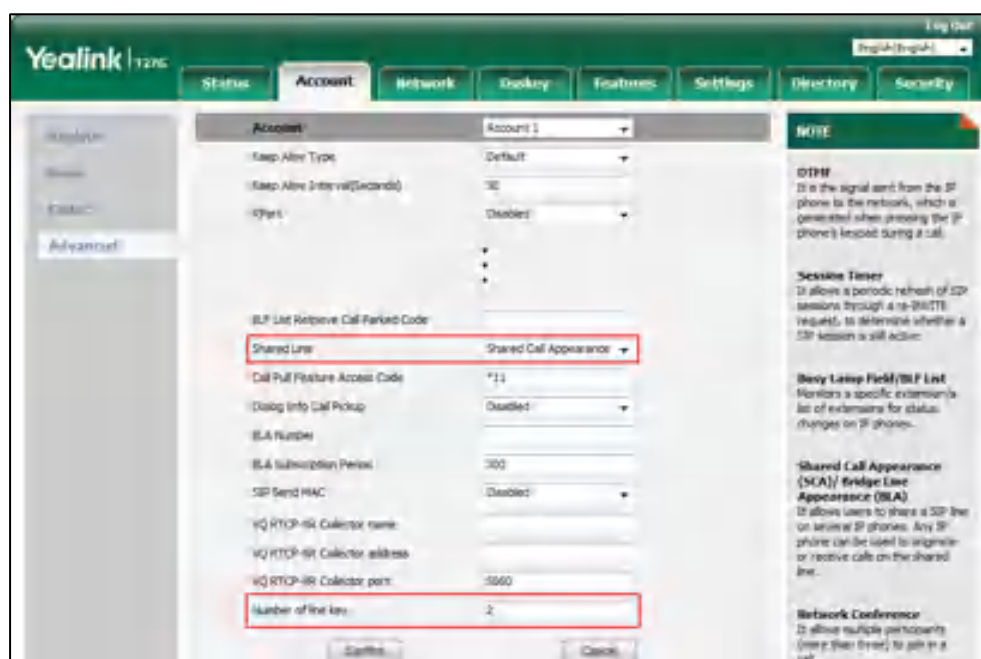 Log Out
English(English)
Yealink
Status
Account
Network
Dsskey
Features
Settings
Directory
Security
Register
Basic
Codec
Advanced
Account Account 1
Keep Alive Type Default
Keep Alive Interval(Seconds) 30
RPort Disabled
BLF List Retrieve Call Parked Code
Shared Line Shared Call Appearance
Call Pull Feature Access Code *11
Dialog Info Call Pickup Disabled
BLA Number
BLA Subscription Period 300
SIP Send MAC Disabled
VQ RTCP-XR Collector name
VQ RTCP-XR Collector address
VQ RTCP-XR Collector port 5060
Number of line key 2
Confirm
Cancel
NOTE
DTMF
It is the signal sent from the IP
phone to the network, which is
generated when pressing the IP
phone's keypad during a call.
Session Timer
It allows a periodic refresh of SIP
sessions through a re-INVITE
request, to determine whether a
SIP session is still active.
Busy Lamp Field/BLF List
Monitors a specific extension/a
list of extensions for status
changes on IP phones.
Shared Call Appearance
(SCA)/ Bridge Line
Appearance (BLA)
It allows users to share a SIP line
on several IP phones. Any IP
phone can be used to originate
or receive calls on the shared
line.
Network Conference
It allows multiple participants
(more than three) to join in a
call.